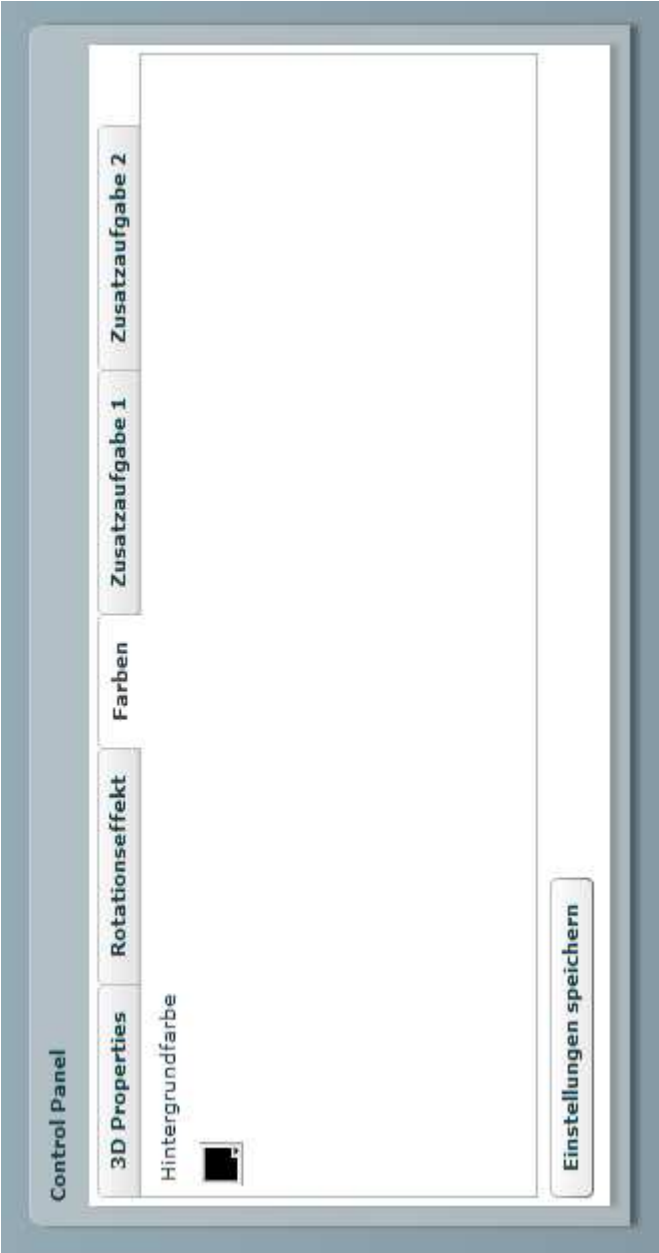 Control Panel
3D Properties Rotationseffekt Farben Zusatzaufgabe 1 Zusatzaufgabe 2
Hintergrundfarbe
Einstellungen speichern